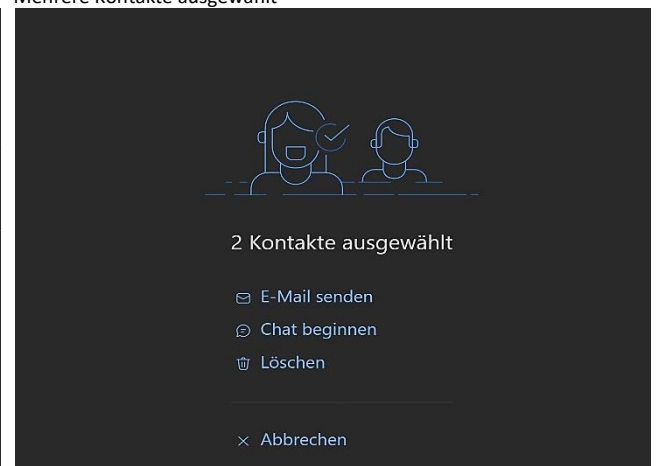 Mehrere Kontakte ausgewählt
2 Kontakte ausgewählt
E-Mail senden
Chat beginnen
Löschen
Abbrechen